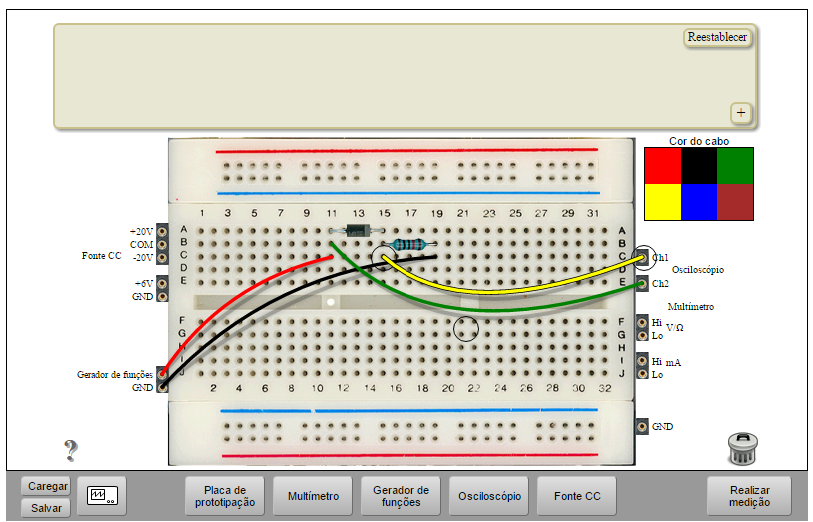 Reestablecer
+
Cor do cabo
1 3 5 7 9 11 13 15 17 19 21 23 25 27 29 31
A A
B B
C C
D D
E E
+20V
COM
Fonte CC -20V
+6V
GND
Ch1
Osciloscópio
Ch2
Multímetro
F F
G G
H H
I I
J J
Hi V/Ω
Lo
Hi mA
Lo
Gerador de funções
GND
2 4 6 8 10 12 14 16 18 20 22 24 26 28 30 32
GND
?
Caregar
Salvar
Placa de
prototipação
Multímetro
Gerador de
funções
Osciloscópio
Fonte CC
Realizar
medição